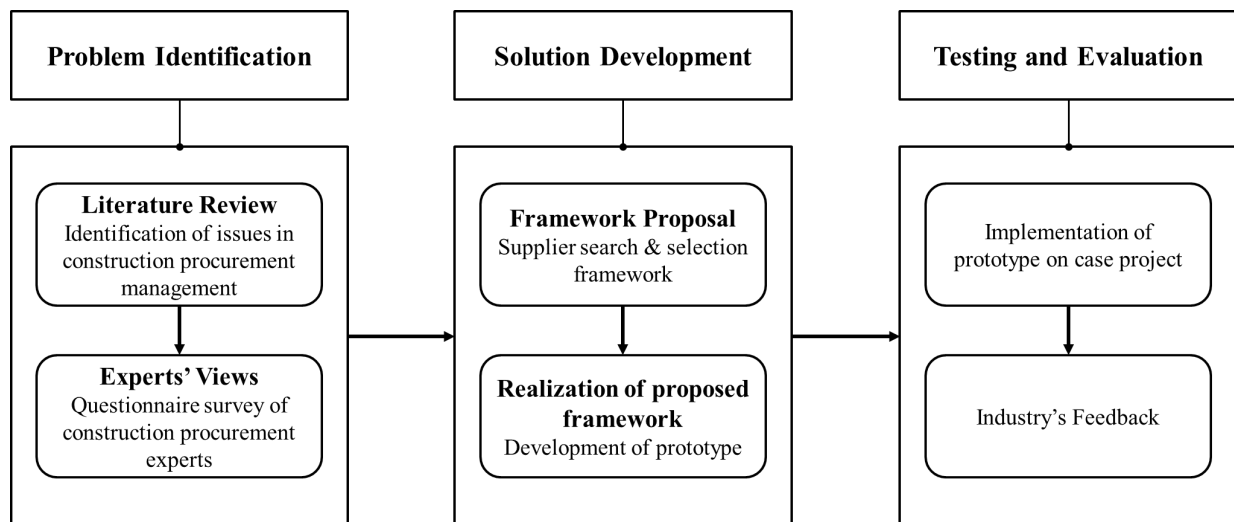 Problem Identification
Literature Review
Identification of issues in
construction procurement
management
Experts’ Views
Questionnaire survey of
construction procurement
experts
Solution Development
Framework Proposal
Supplier search & selection
framework
Realization of proposed
framework
Development of prototype
Testing and Evaluation
Implementation of
prototype on case project
Industry’s Feedback